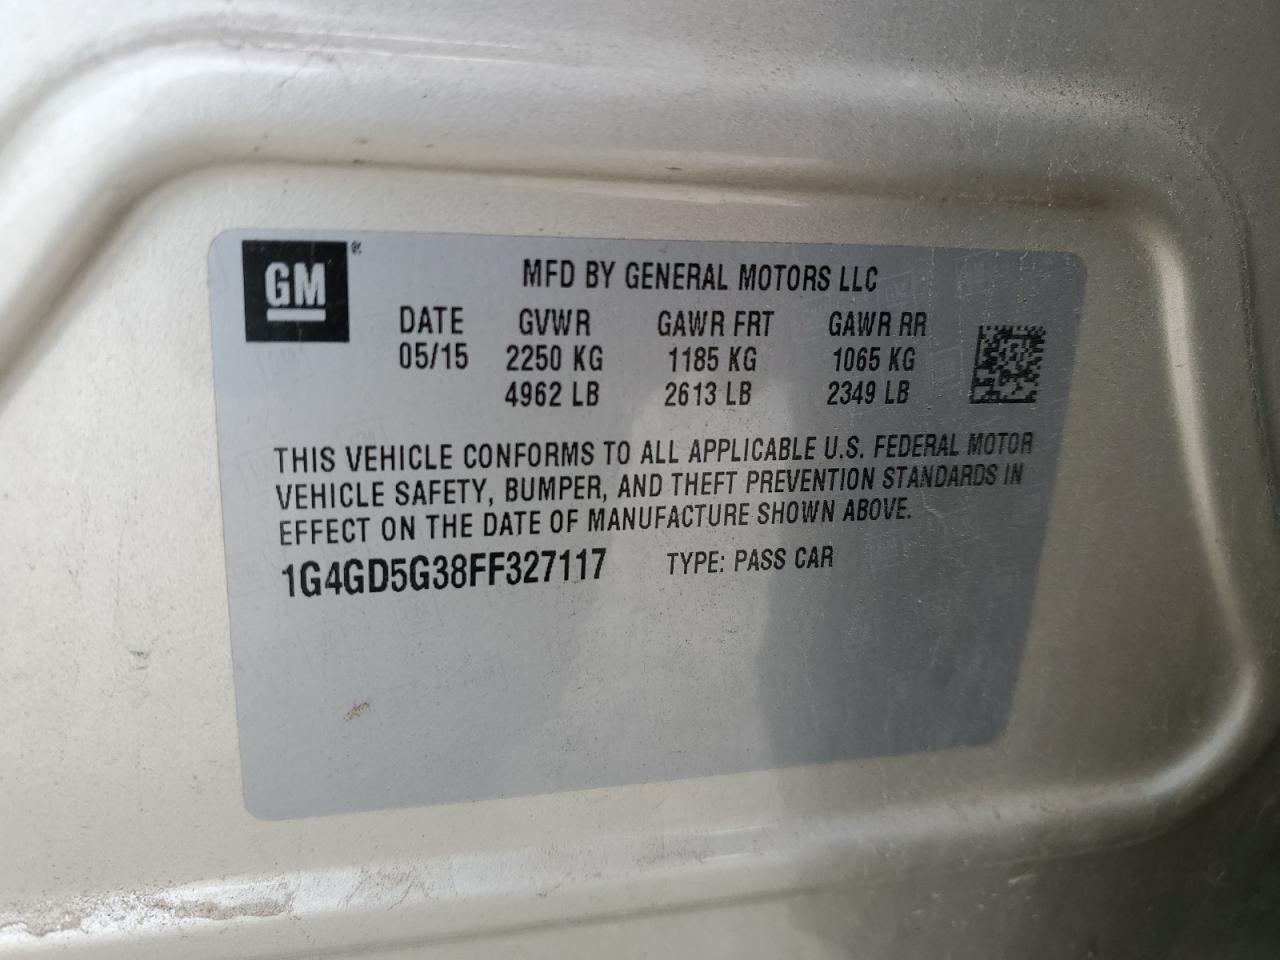 GM ®
MFD BY GENERAL MOTORS LLC
DATE GVWR GAWR FRT GAWR RR
05/15 2250 KG 1185 KG 1065 KG
4962 LB 2613 LB 2349 LB
THIS VEHICLE CONFORMS TO ALL APPLICABLE U.S. FEDERAL MOTOR
VEHICLE SAFETY, BUMPER, AND THEFT PREVENTION STANDARDS IN
EFFECT ON THE DATE OF MANUFACTURE SHOWN ABOVE.
1G4GD5G38FF327117 TYPE: PASS CAR